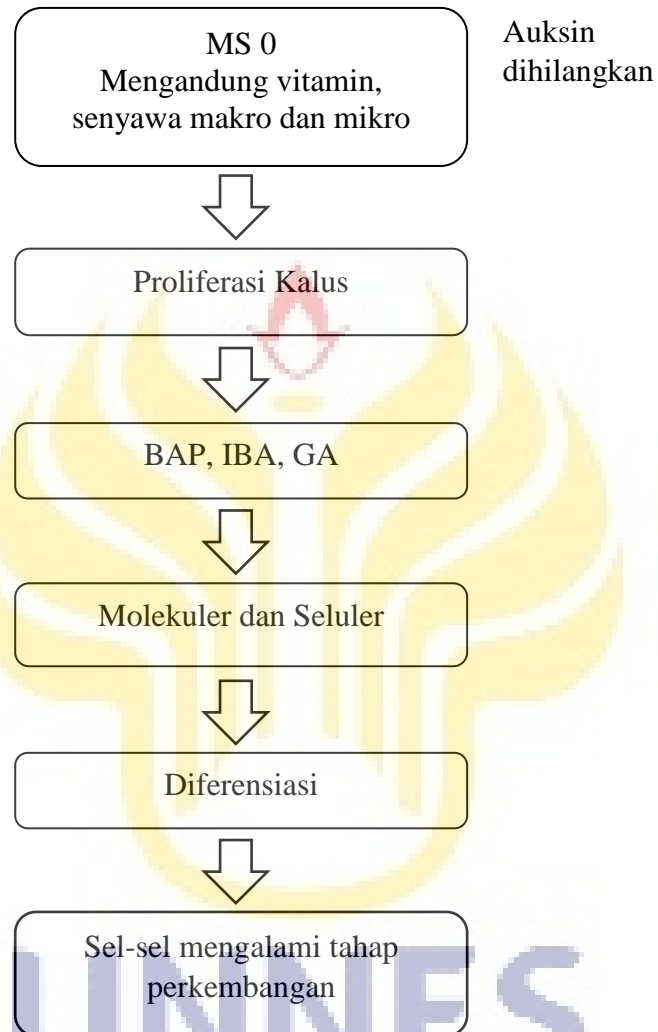 MS 0
Mengandung vitamin,
senyawa makro dan mikro
Auksin
dihilangkan
Proliferasi Kalus
BAP, IBA, GA
Molekuler dan Seluler
Diferensiasi
Sel-sel mengalami tahap
perkembangan
UNNES